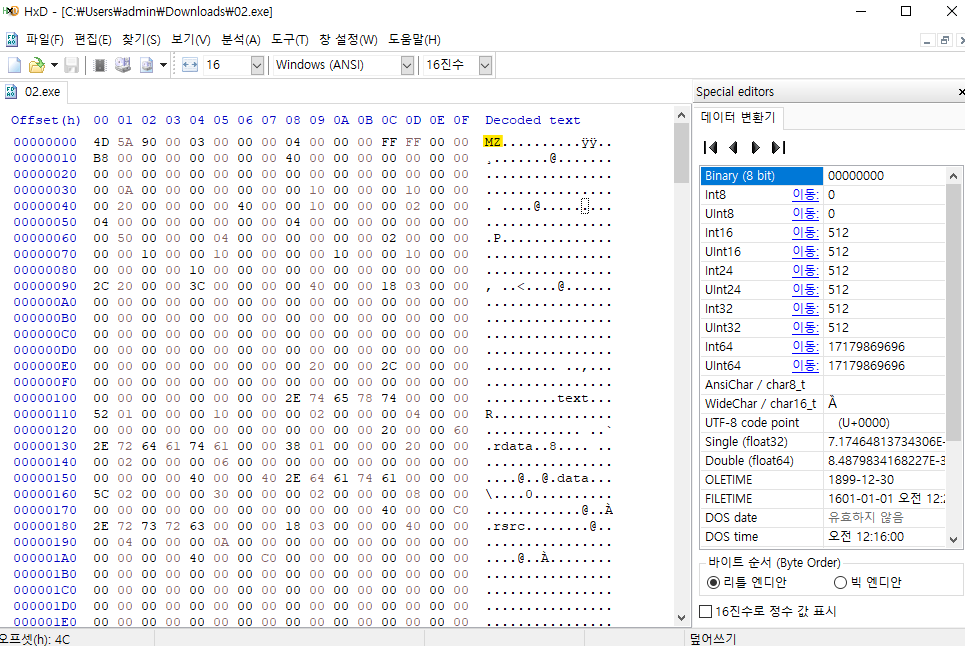 HxD - [C:₩Users₩admin₩Downloads₩02.exe]
파일(F) 편집(E) 찾기(S) 보기(V) 분석(A) 도구(T) 창 설정(W) 도움말(H)
16 Windows (ANSI) 16진수
02.exe
Offset(h) 00 01 02 03 04 05 06 07 08 09 0A 0B 0C 0D 0E 0F Decoded text
00000000 4D 5A 90 00 03 00 00 00 04 00 00 00 FF FF 00 00 MZ..........ÿÿ..
00000010 B8 00 00 00 00 00 00 00 40 00 00 00 00 00 00 00 ¸.......@.......
00000020 00 00 00 00 00 00 00 00 00 00 00 00 00 00 00 00 ................
00000030 00 0A 00 00 00 00 00 00 00 10 00 00 00 10 00 00 ................
00000040 00 20 00 00 00 00 40 00 00 10 00 00 00 02 00 00 . ....@.........
00000050 04 00 00 00 00 00 00 00 04 00 00 00 00 00 00 00 ................
00000060 00 50 00 00 00 04 00 00 00 00 00 00 02 00 00 00 .P..............
00000070 00 00 10 00 00 10 00 00 00 00 10 00 00 10 00 00 ................
00000080 00 00 00 00 10 00 00 00 00 00 00 00 00 00 00 00 ................
00000090 2C 20 00 00 3C 00 00 00 00 40 00 00 18 03 00 00 , ..<....@......
000000A0 00 00 00 00 00 00 00 00 00 00 00 00 00 00 00 00 ................
000000B0 00 00 00 00 00 00 00 00 00 00 00 00 00 00 00 00 ................
000000C0 00 00 00 00 00 00 00 00 00 00 00 00 00 00 00 00 ................
000000D0 00 00 00 00 00 00 00 00 00 00 00 00 00 00 00 00 ................
000000E0 00 00 00 00 00 00 00 00 00 20 00 00 2C 00 00 00 ......... ..,...
000000F0 00 00 00 00 00 00 00 00 00 00 00 00 00 00 00 00 ................
00000100 00 00 00 00 00 00 00 00 2E 74 65 78 74 00 00 00 .........text...
00000110 52 01 00 00 00 10 00 00 00 02 00 00 00 04 00 00 R...............
00000120 00 00 00 00 00 00 00 00 00 00 00 00 20 00 00 60 ............ ..`
00000130 2E 72 64 61 74 61 00 00 38 01 00 00 00 20 00 00 .rdata..8.... ..
00000140 00 02 00 00 00 06 00 00 00 00 00 00 00 00 00 00 ................
00000150 00 00 00 00 40 00 00 40 2E 64 61 74 61 00 00 00 ....@..@.data...
00000160 5C 02 00 00 00 30 00 00 00 02 00 00 00 08 00 00 \....0..........
00000170 00 00 00 00 00 00 00 00 00 00 00 00 40 00 00 C0 ............@..À
00000180 2E 72 73 72 63 00 00 00 18 03 00 00 00 40 00 00 .rsrc........@..
00000190 00 04 00 00 00 0A 00 00 00 00 00 00 00 00 00 00 ................
000001A0 00 00 00 00 40 00 00 C0 00 00 00 00 00 00 00 00 ....@..À........
000001B0 00 00 00 00 00 00 00 00 00 00 00 00 00 00 00 00 ................
000001C0 00 00 00 00 00 00 00 00 00 00 00 00 00 00 00 00 ................
000001D0 00 00 00 00 00 00 00 00 00 00 00 00 00 00 00 00 ................
000001E0 00 00 00 00 00 00 00 00 00 00 00 00 00 00 00 00 ................
Special editors
데이터 변환기
Binary (8 bit) 00000000
Int8 이동: 0
UInt8 이동: 0
Int16 이동: 512
UInt16 이동: 512
Int24 이동: 512
UInt24 이동: 512
Int32 이동: 512
UInt32 이동: 512
Int64 이동: 17179869696
UInt64 이동: 17179869696
AnsiChar / char8_t
WideChar / char16_t Ȁ
UTF-8 code point (U+0000)
Single (float32) 7.17464813734306E-
Double (float64) 8.4879834168227E-3
OLETIME 1899-12-30
FILETIME 1601-01-01 오전 12:
DOS date 유효하지 않음
DOS time 오전 12:16:00
바이트 순서 (Byte Order)
리틀 엔디안 빅 엔디안
16진수로 정수 값 표시
오프셋(h): 4C 덮어쓰기